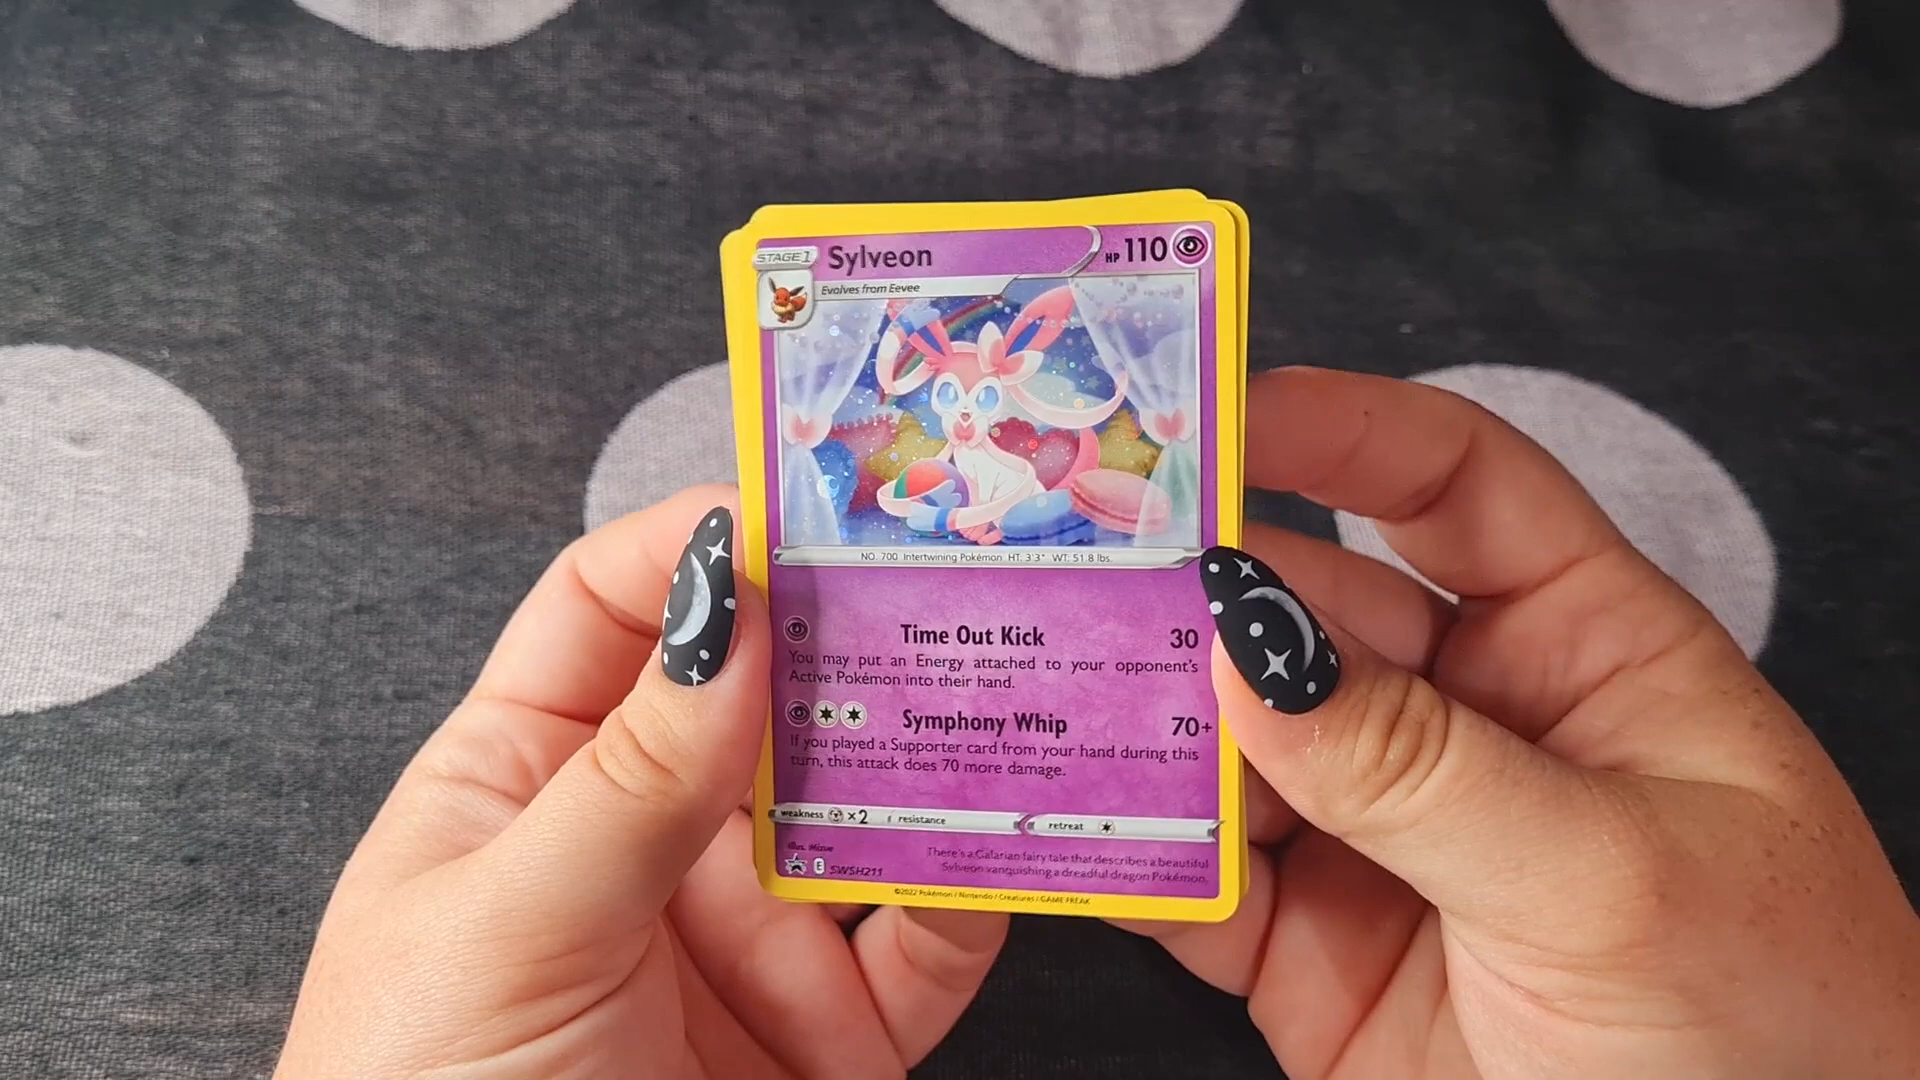 STAGE 1 Sylveon HP 110
Evolves from Eevee
NO. 700 Intertwining Pokémon HT: 3'3" WT: 51.8 lbs.
Time Out Kick 30
You may put an Energy attached to your opponent's
Active Pokémon into their hand.
Symphony Whip 70+
If you played a Supporter card from your hand during this
turn, this attack does 70 more damage.
weakness ×2 resistance retreat
illus. Mizue
There's a Galarian fairy tale that describes a beautiful
E SWSH211 Sylveon vanquishing a dreadful dragon Pokémon.
©2022 Pokémon / Nintendo / Creatures / GAME FREAK